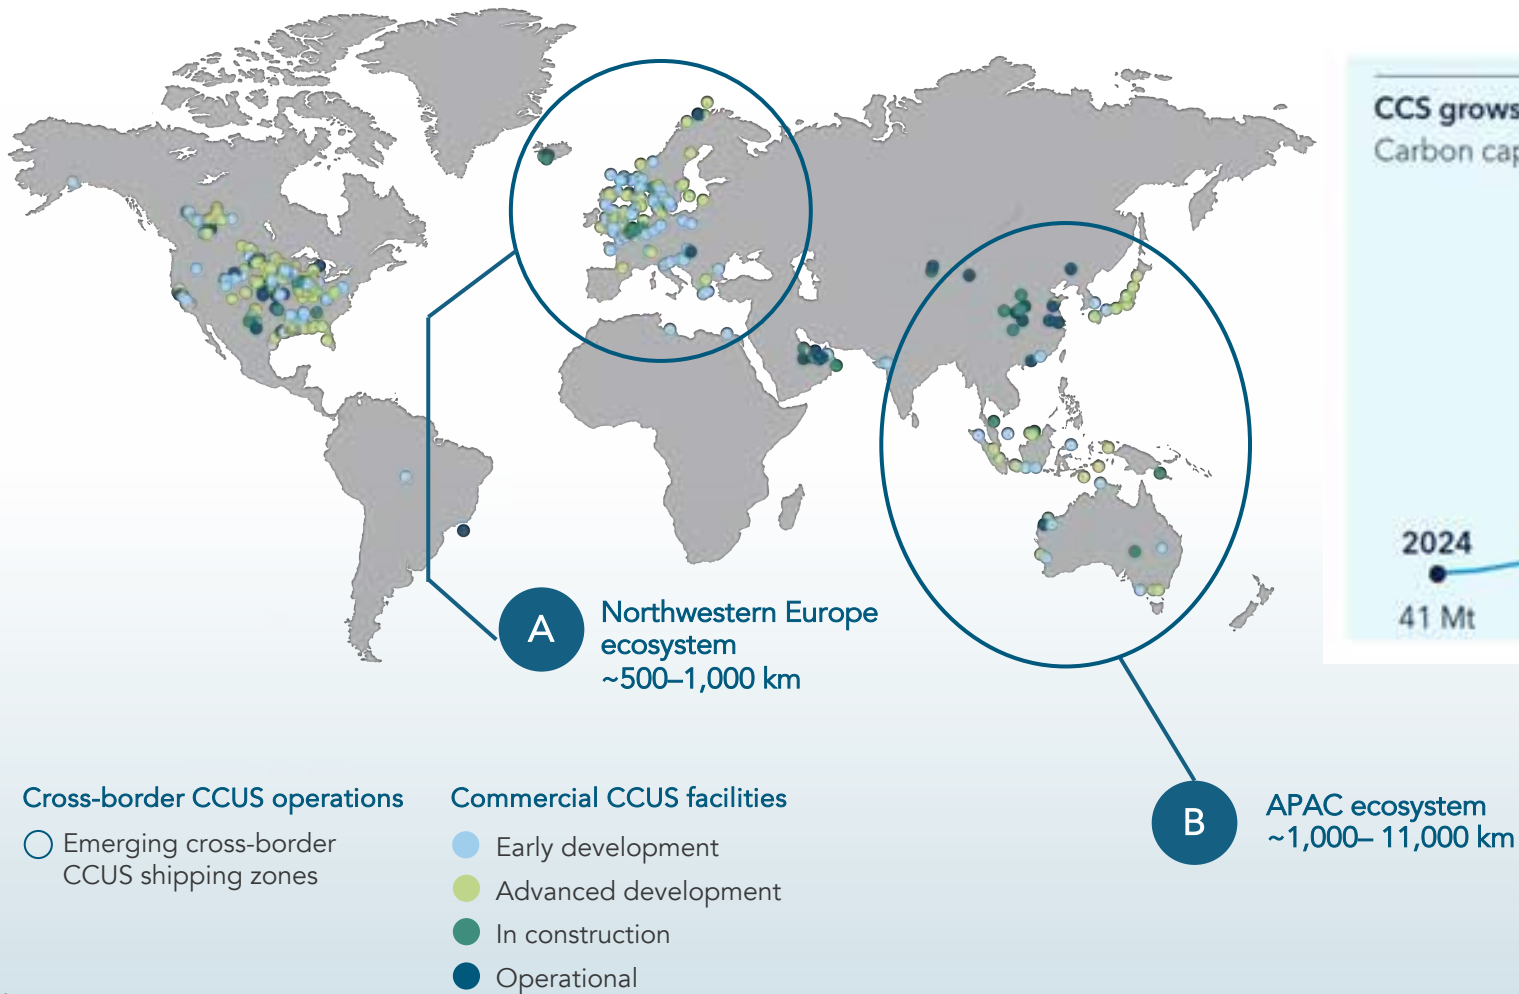 CCS grows
Carbon cap
2024
41 Mt
A
Northwestern Europe
ecosystem
~500–1,000 km
B
APAC ecosystem
~1,000– 11,000 km
Cross-border CCUS operations
Emerging cross-border
CCUS shipping zones
Commercial CCUS facilities
Early development
Advanced development
In construction
Operational